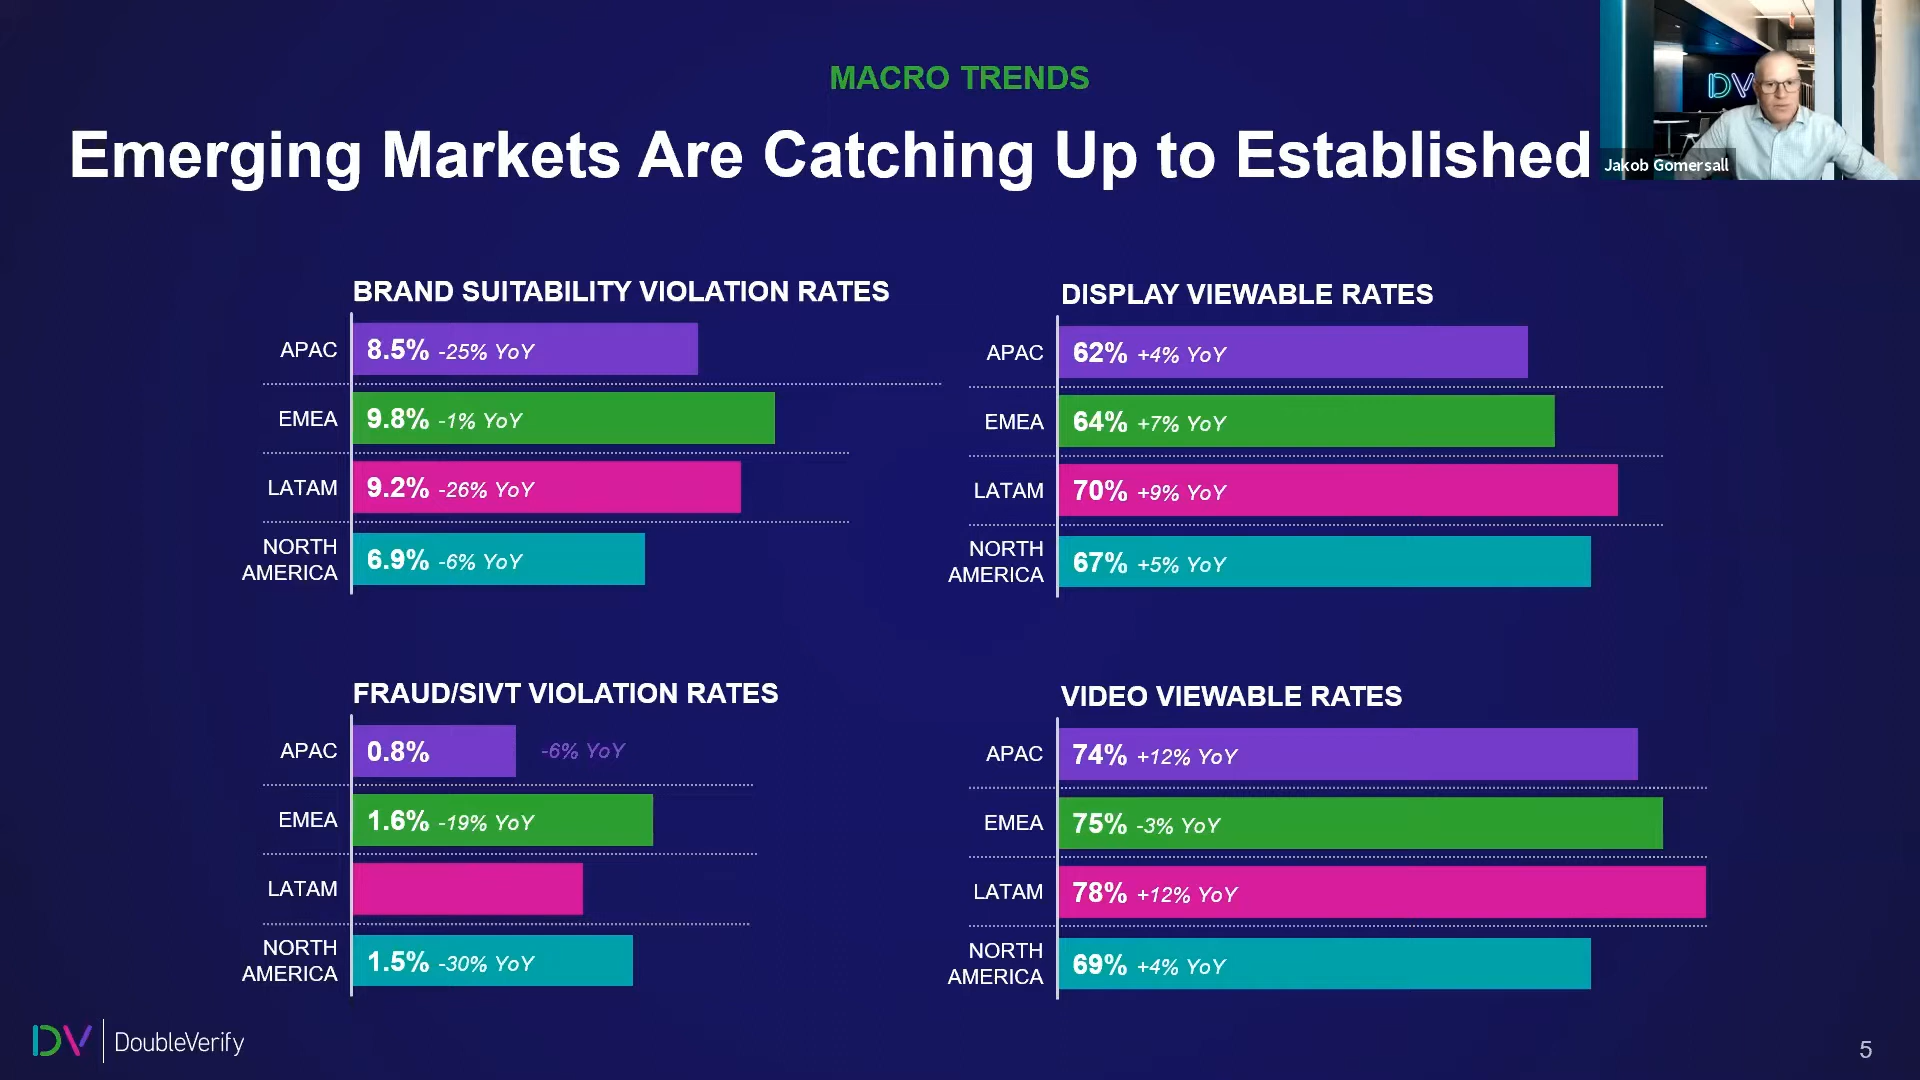 MACRO TRENDS
Emerging Markets Are Catching Up to Established
DV
Jakob Gomersall
BRAND SUITABILITY VIOLATION RATES
APAC 8.5% -25% YoY
EMEA 9.8% -1% YoY
LATAM 9.2% -26% YoY
NORTH
AMERICA 6.9% -6% YoY
DISPLAY VIEWABLE RATES
APAC 62% +4% YoY
EMEA 64% +7% YoY
LATAM 70% +9% YoY
NORTH
AMERICA 67% +5% YoY
FRAUD/SIVT VIOLATION RATES
APAC 0.8% -6% YoY
EMEA 1.6% -19% YoY
LATAM
NORTH
AMERICA 1.5% -30% YoY
VIDEO VIEWABLE RATES
APAC 74% +12% YoY
EMEA 75% -3% YoY
LATAM 78% +12% YoY
NORTH
AMERICA 69% +4% YoY
DV DoubleVerify
5